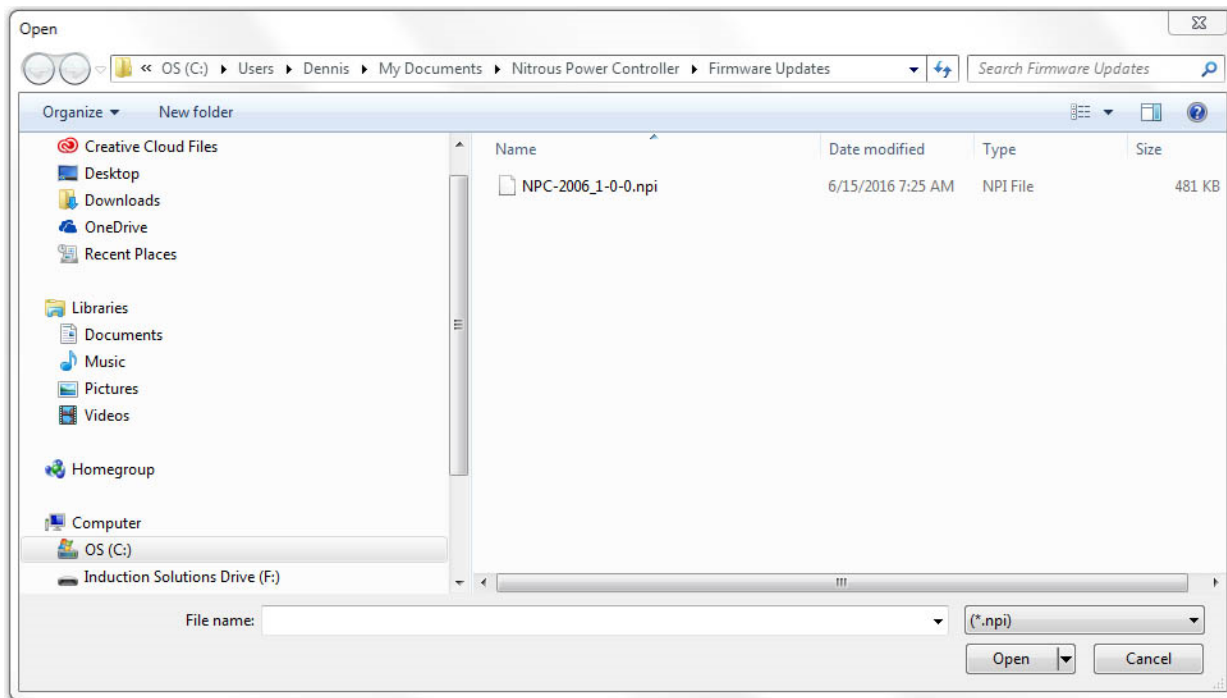 Open
« OS (C:) Users Dennis My Documents Nitrous Power Controller Firmware Updates
Search Firmware Updates
Organize
New folder
Creative Cloud Files
Desktop
Downloads
OneDrive
Recent Places
Libraries
Documents
Music
Pictures
Videos
Homegroup
Computer
OS (C:)
Induction Solutions Drive (F:)
Name Date modified Type Size
NPC-2006_1-0-0.npi 6/15/2016 7:25 AM NPI File 481 KB
File name:
(*.npi)
Open
Cancel